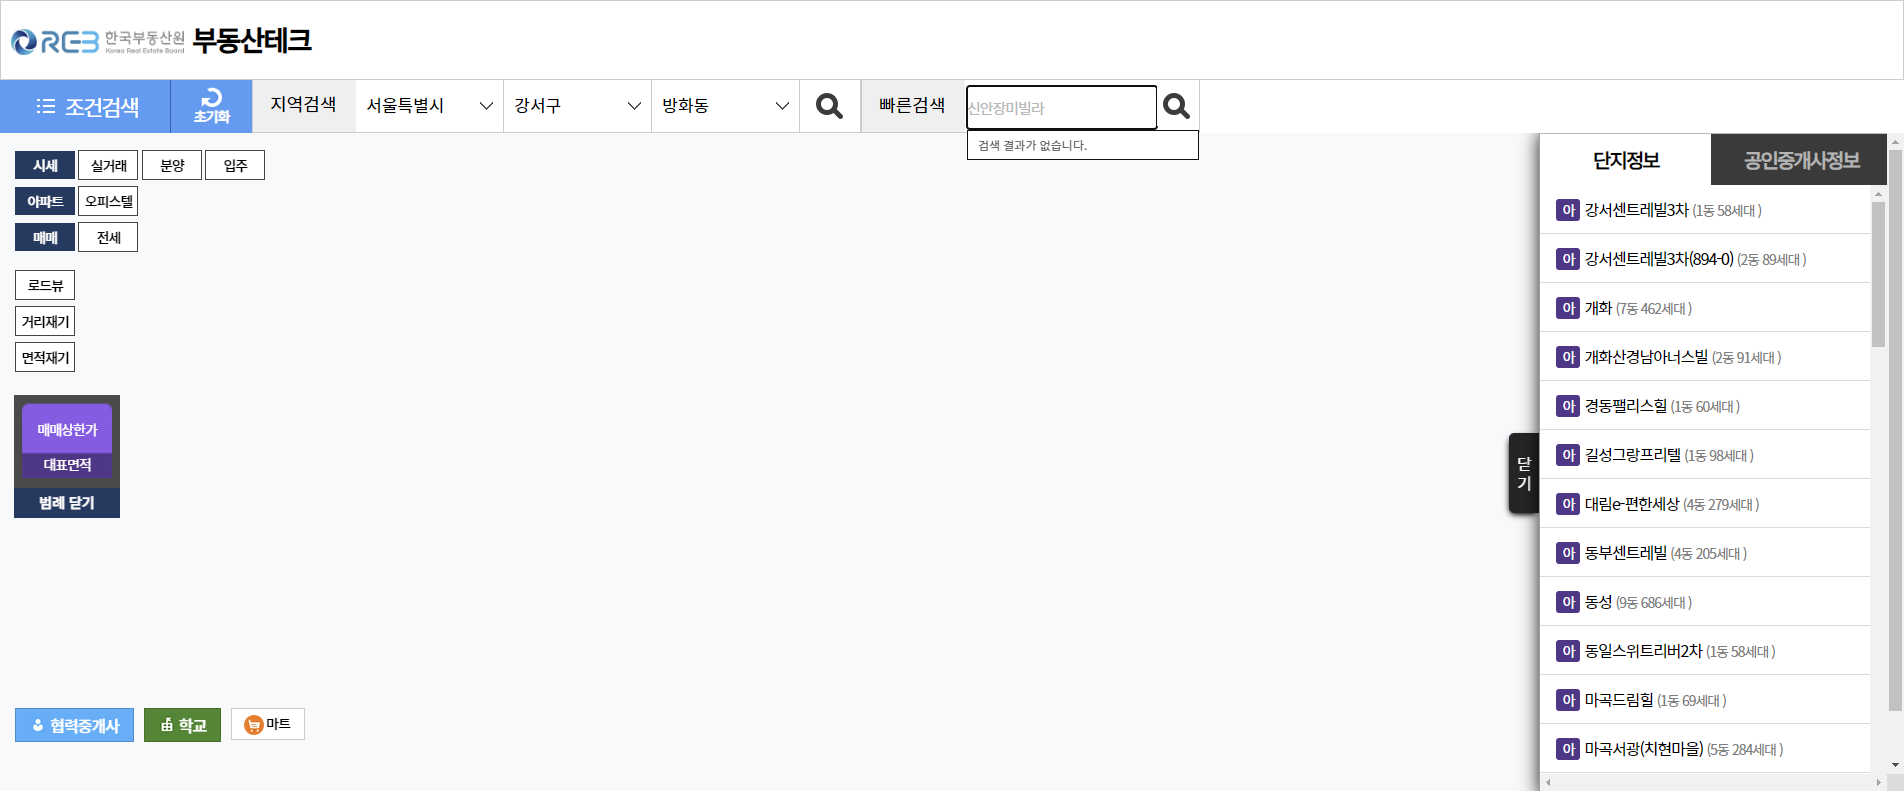 REB 한국부동산원 Korea Real Estate Board 부동산테크
조건검색 초기화 지역검색 서울특별시 강서구 방화동 빠른검색 신안장미빌라
검색 결과가 없습니다.
시세 실거래 분양 입주
아파트 오피스텔
매매 전세
로드뷰
거리재기
면적재기
매매상한가
대표면적
범례 닫기
협력중개사 학교 마트
닫기
단지정보 공인중개사정보
아 강서센트레빌3차 (1동 58세대 )
아 강서센트레빌3차(894-0) (2동 89세대 )
아 개화 (7동 462세대 )
아 개화산경남아너스빌 (2동 91세대 )
아 경동팰리스힐 (1동 60세대 )
아 길성그랑프리텔 (1동 98세대 )
아 대림e-편한세상 (4동 279세대 )
아 동부센트레빌 (4동 205세대 )
아 동성 (9동 686세대 )
아 동일스위트리버2차 (1동 58세대 )
아 마곡드림힐 (1동 69세대 )
아 마곡서광(치현마을) (5동 284세대 )